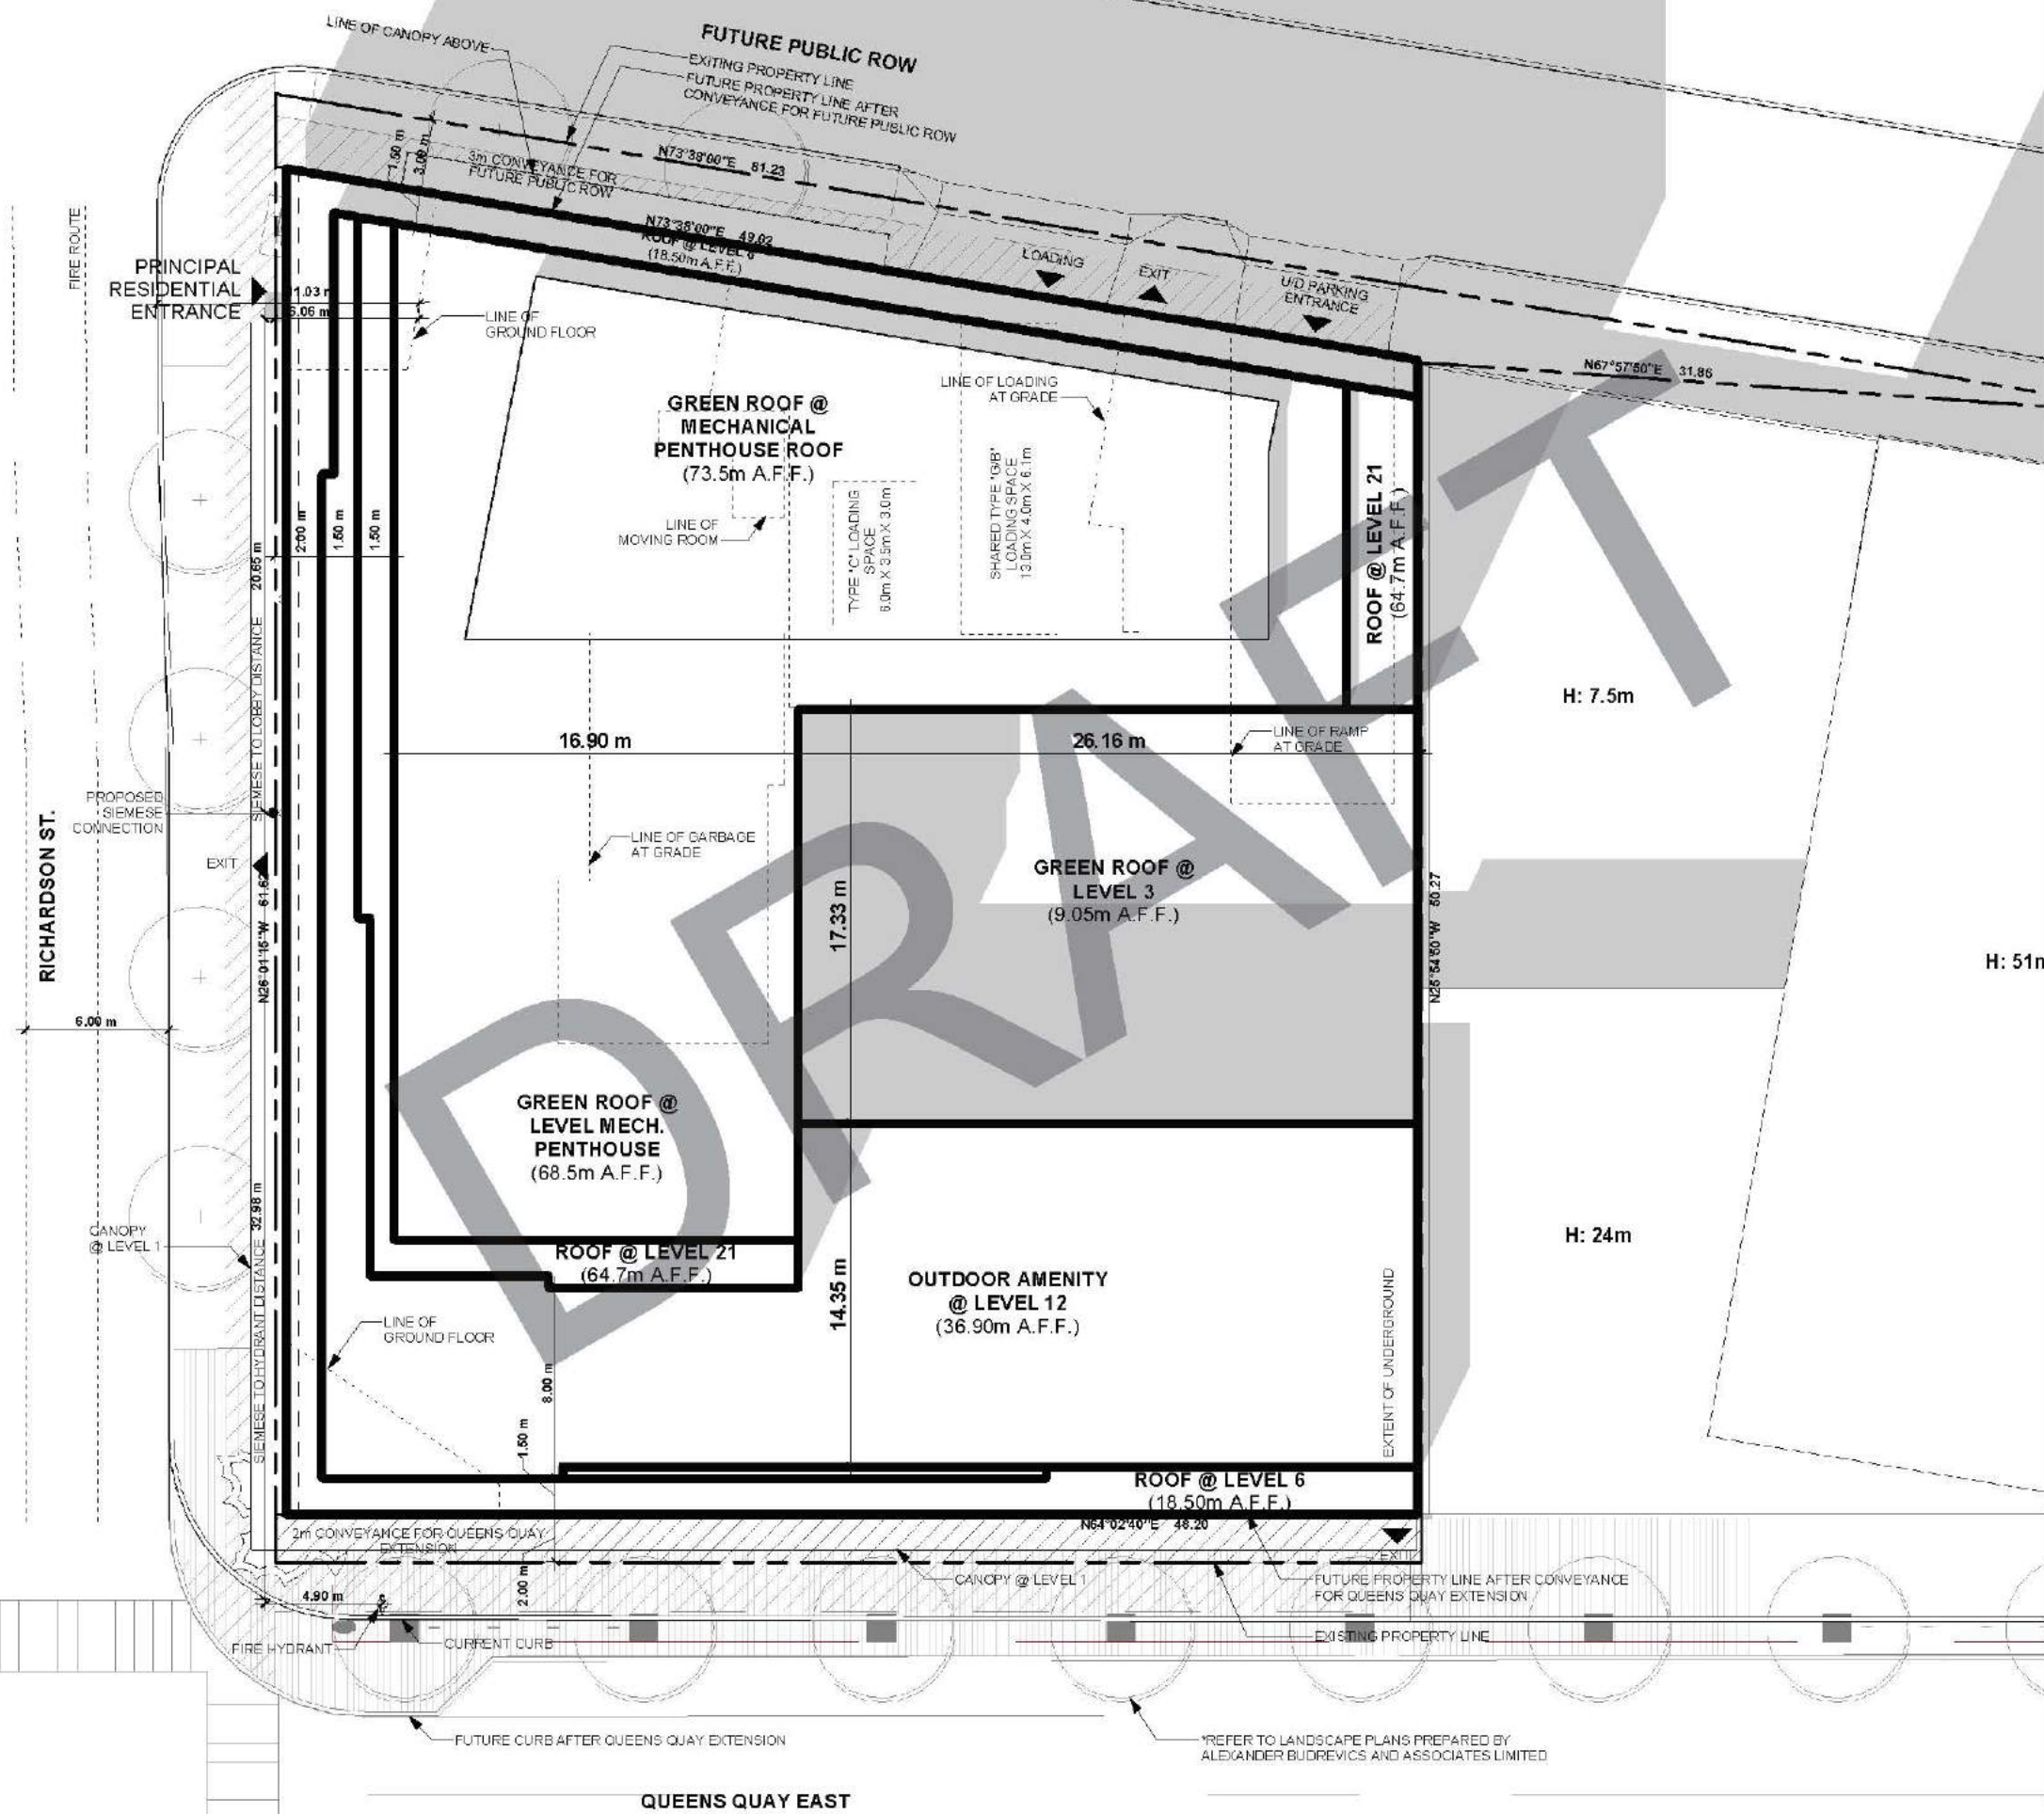 LINE OF CANOPY ABOVE
FUTURE PUBLIC ROW
EXITING PROPERTY LINE
FUTURE PROPERTY LINE AFTER
CONVEYANCE FOR FUTURE PUBLIC ROW
1.50 m
3.00 m
3m CONVEYANCE FOR
FUTURE PUBLIC ROW
N73°38'00"E 81.23
N73°38'00"E 49.02
ROOF @ LEVEL 6
(18.50m A.F.F.)
LOADING
EXIT
U/D PARKING
ENTRANCE
N67°57'50"E 31.86
FIRE ROUTE
PRINCIPAL
RESIDENTIAL
ENTRANCE
6.06 m
LINE OF
GROUND FLOOR
GREEN ROOF @
MECHANICAL
PENTHOUSE ROOF
(73.5m A.F.F.)
LINE OF LOADING
AT GRADE
LINE OF
MOVING ROOM
TYPE "C" LOADING
SPACE
6.0m X 3.5m X 3.0m
SHARED TYPE "G/B"
LOADING SPACE
13.0m X 4.0m X 6.1m
ROOF @ LEVEL 21
(64.7m A.F.F.)
2.00 m
1.50 m
1.50 m
20.65 m
SIEMESE TO LOBBY DISTANCE
H: 7.5m
16.90 m
26.16 m
LINE OF RAMP
AT GRADE
RICHARDSON ST.
PROPOSED
SIEMESE
CONNECTION
EXIT
N26°01'15"W 51.62
LINE OF GARBAGE
AT GRADE
GREEN ROOF @
LEVEL 3
(9.05m A.F.F.)
17.33 m
N25°54'50"W 50.27
H: 51m
6.00 m
DRAFT
GREEN ROOF @
LEVEL MECH.
PENTHOUSE
(68.5m A.F.F.)
CANOPY
@ LEVEL 1
32.98 m
SIEMESE TO HYDRANT DISTANCE
ROOF @ LEVEL 21
(64.7m A.F.F.)
H: 24m
OUTDOOR AMENITY
@ LEVEL 12
(36.90m A.F.F.)
14.35 m
LINE OF
GROUND FLOOR
8.00 m
1.50 m
EXTENT OF UNDERGROUND
ROOF @ LEVEL 6
(18.50m A.F.F.)
N64°02'40"E 48.20
2m CONVEYANCE FOR QUEENS QUAY
EXTENSION
EXIT
2.00 m
CANOPY @ LEVEL 1
FUTURE PROPERTY LINE AFTER CONVEYANCE
FOR QUEENS QUAY EXTENSION
4.90 m
FIRE HYDRANT
CURRENT CURB
EXISTING PROPERTY LINE
FUTURE CURB AFTER QUEENS QUAY EXTENSION
*REFER TO LANDSCAPE PLANS PREPARED BY
ALEXANDER BUDREVICS AND ASSOCIATES LIMITED
QUEENS QUAY EAST